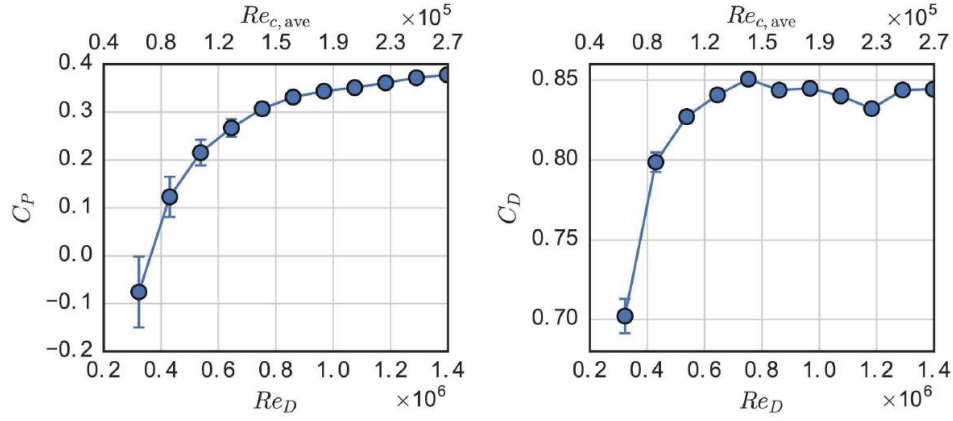 Re_{c, ave} ×10^5
0.4 0.6 0.8 1.2 1.5 1.9 2.3 2.7
0.4
0.3
0.2
0.1
0.0
−0.1
−0.2
C_P
0.2 0.4 0.6 0.8 1.0 1.2 1.4
Re_D ×10^6
Re_{c, ave} ×10^5
0.4 0.8 1.2 1.5 1.9 2.3 2.7
0.85
0.80
0.75
0.70
C_D
0.2 0.4 0.6 0.8 1.0 1.2 1.4
Re_D ×10^6